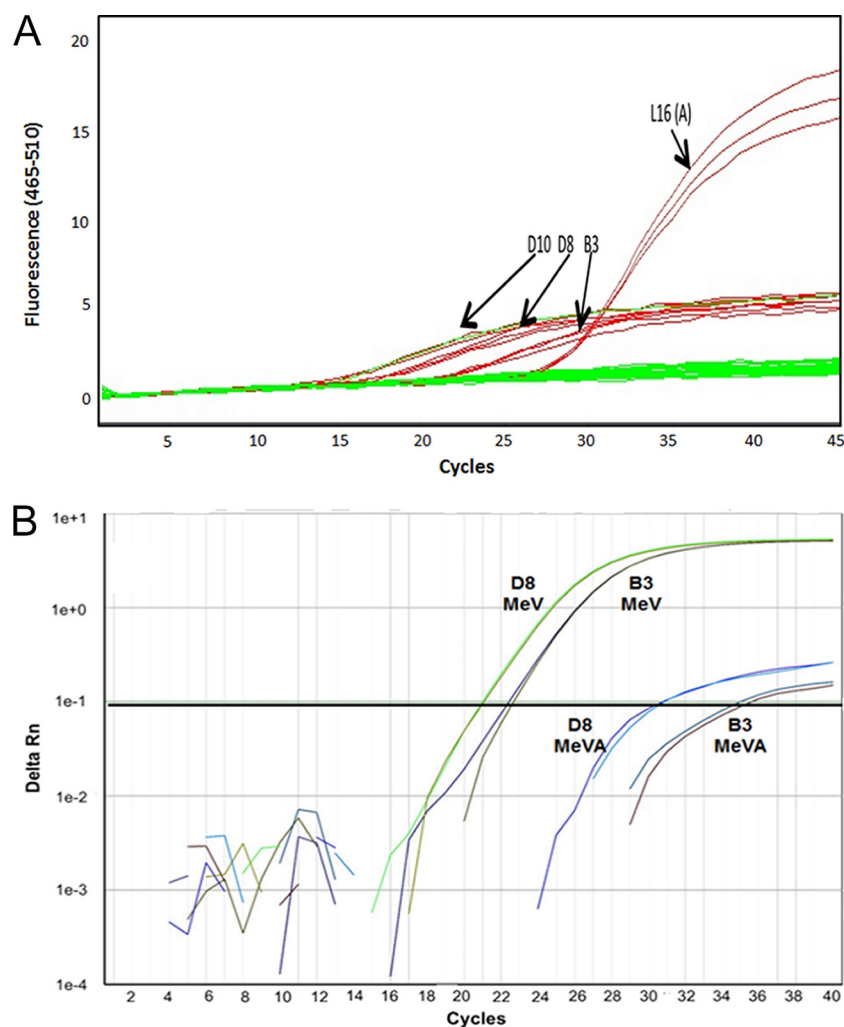 A
Fluorescence (465-510)
20
15
10
5
0
L16 (A)
D10 D8 B3
5 10 15 20 25 30 35 40 45
Cycles
B
Delta Rn
1e+1
1e+0
1e-1
1e-2
1e-3
1e-4
D8 B3
MeV MeV
D8 B3
MeVA MeVA
2 4 6 8 10 12 14 16 18 20 22 24 26 28 30 32 34 36 38 40
Cycles